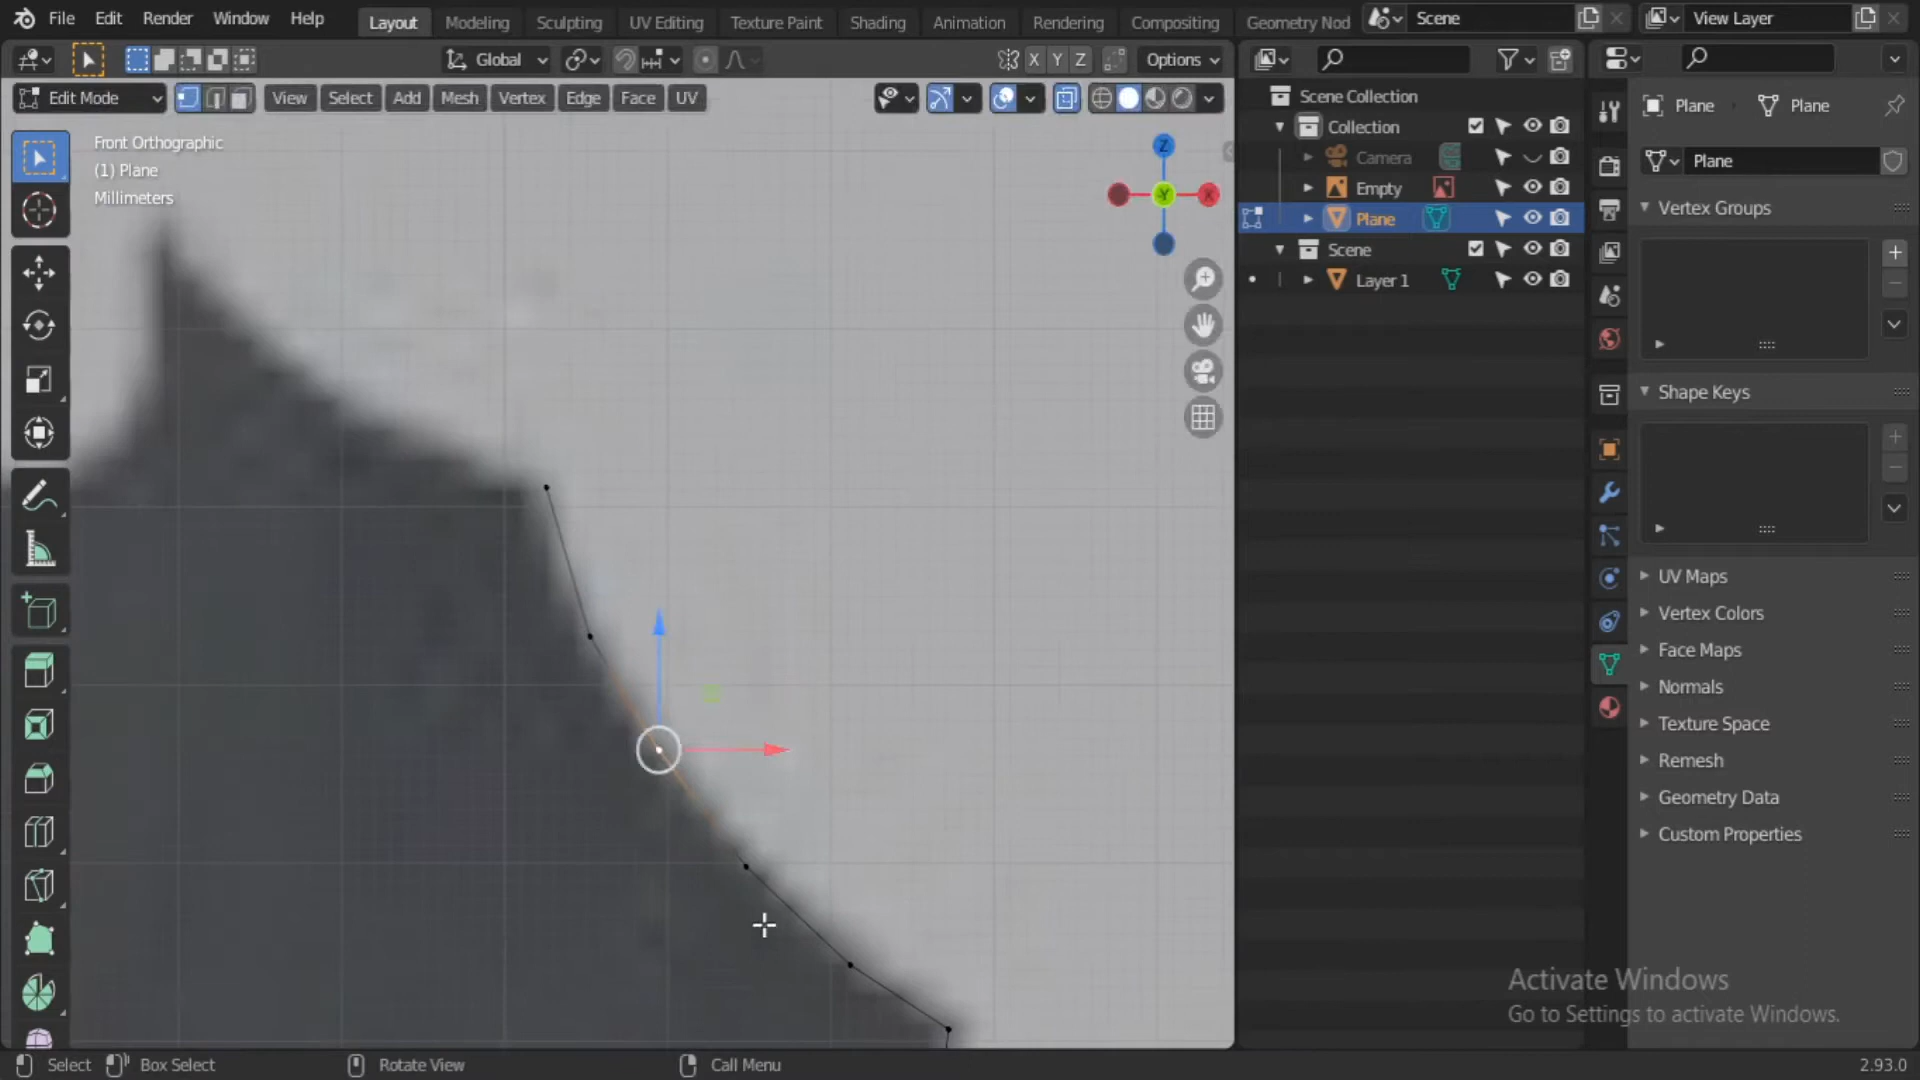 File Edit Render Window Help Layout Modeling Sculpting UV Editing Texture Paint Shading Animation Rendering Compositing Geometry Nod Scene View Layer
Global X Y Z Options
Edit Mode View Select Add Mesh Vertex Edge Face UV
Front Orthographic
(1) Plane
Millimeters
Z
Y
X
Scene Collection
Collection
Camera
Empty
Plane
Scene
Layer 1
Plane Plane
Plane
Vertex Groups
Shape Keys
UV Maps
Vertex Colors
Face Maps
Normals
Texture Space
Remesh
Geometry Data
Custom Properties
Activate Windows
Go to Settings to activate Windows.
Select Box Select Rotate View Call Menu 2.93.0